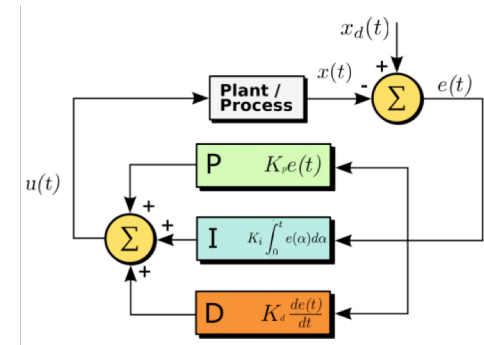 x_d(t)
+
x(t)
-
Σ
e(t)
Plant /
Process
u(t)
P K_p e(t)
+
Σ
+
I K_i ∫_0^t e(α)dα
+
D K_d de(t)/dt